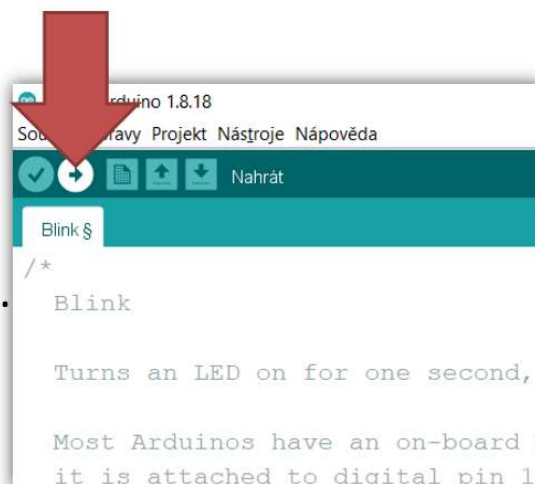 rduino 1.8.18
Sou ravy Projekt Nástroje Nápověda
Nahrát
Blink §
/*
Blink
Turns an LED on for one second,
Most Arduinos have an on-board
it is attached to digital pin 1